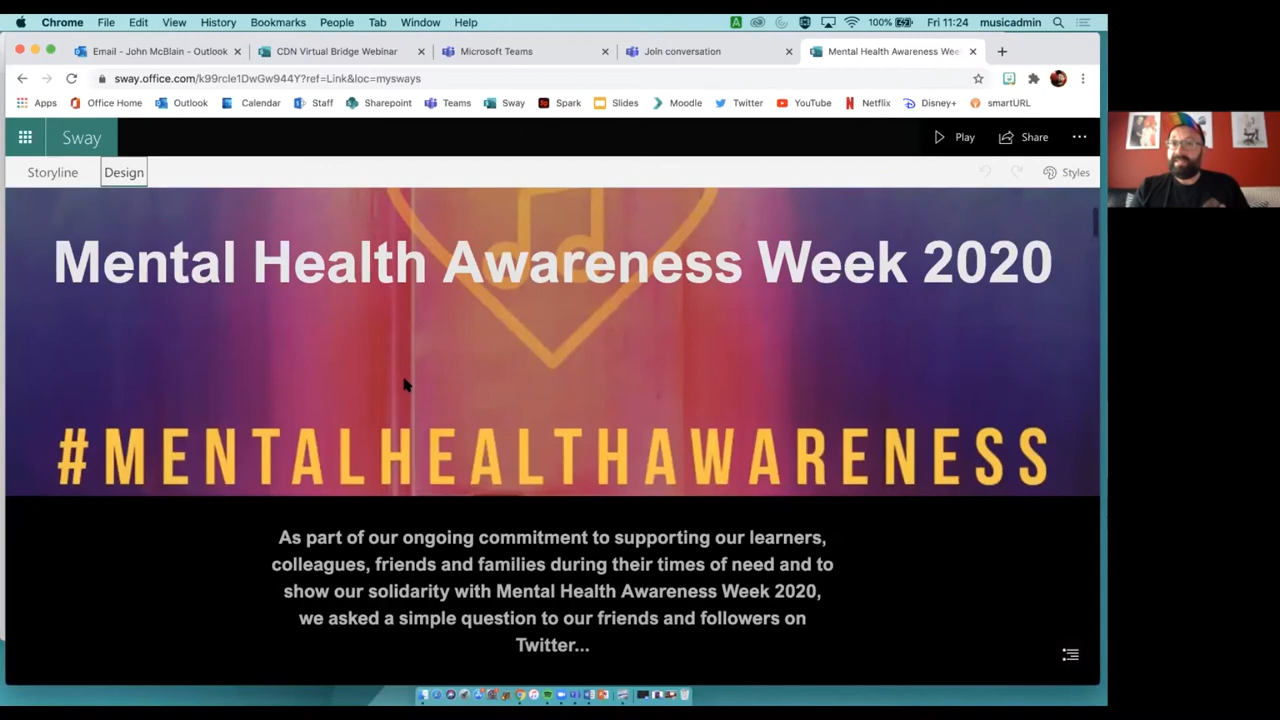 Chrome File Edit View History Bookmarks People Tab Window Help 100% Fri 11:24 musicadmin
Email - John McBlain - Outlook CDN Virtual Bridge Webinar Microsoft Teams Join conversation Mental Health Awareness Wee
sway.office.com/k99rcIe1DwGw944Y?ref=Link&loc=mysways
Apps Office Home Outlook Calendar Staff Sharepoint Teams Sway Spark Slides Moodle Twitter YouTube Netflix Disney+ smartURL
Sway Play Share
Storyline Design Styles
Mental Health Awareness Week 2020
#MENTALHEALTHAWARENESS
As part of our ongoing commitment to supporting our learners,
colleagues, friends and families during their times of need and to
show our solidarity with Mental Health Awareness Week 2020,
we asked a simple question to our friends and followers on
Twitter...